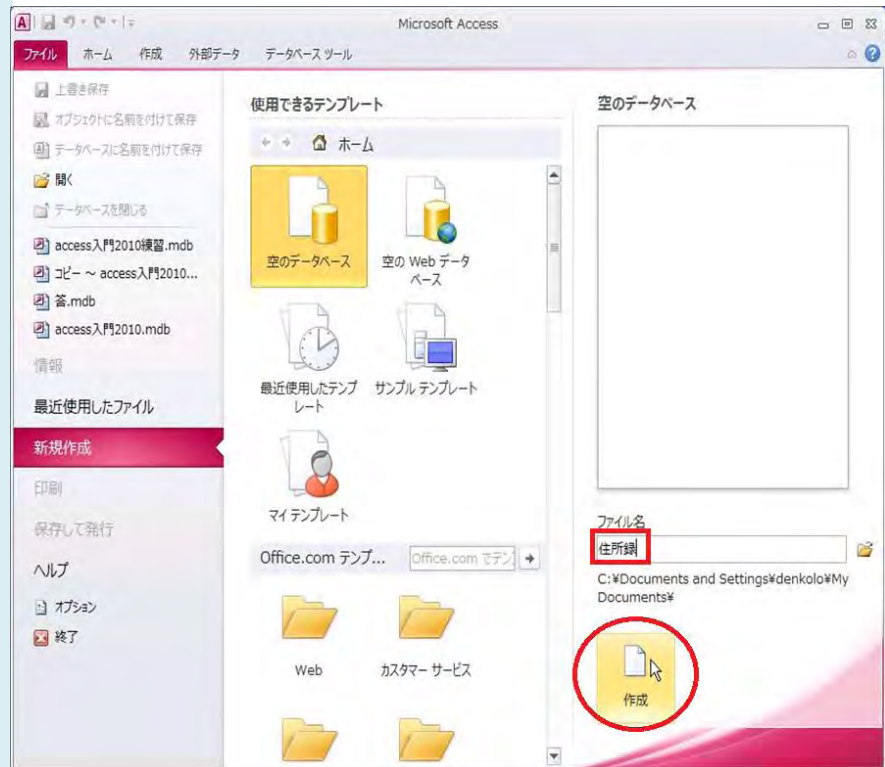 Microsoft Access
ファイル ホーム 作成 外部データ データベース ツール
上書き保存
オブジェクトに名前を付けて保存
データベースに名前を付けて保存
開く
データベースを閉じる
access入門2010練習.mdb
コピー ～ access入門2010...
答.mdb
access入門2010.mdb
情報
最近使用したファイル
新規作成
印刷
保存して発行
ヘルプ
オプション
終了
使用できるテンプレート
ホーム
空のデータベース
空の Web データ
ベース
最近使用したテンプ
レート
サンプル テンプレート
マイ テンプレート
Office.com テンプ... Office.com でテン
Web
カスタマー サービス
空のデータベース
ファイル名
住所録
C:¥Documents and Settings¥denkolo¥My
Documents¥
作成